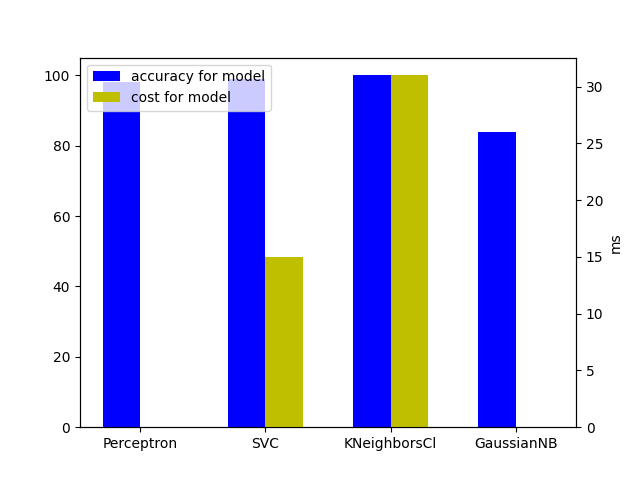 accuracy for model
cost for model
100
80
60
40
20
0
30
25
20
15
10
5
0
ms
Perceptron
SVC
KNeighborsCl
GaussianNB